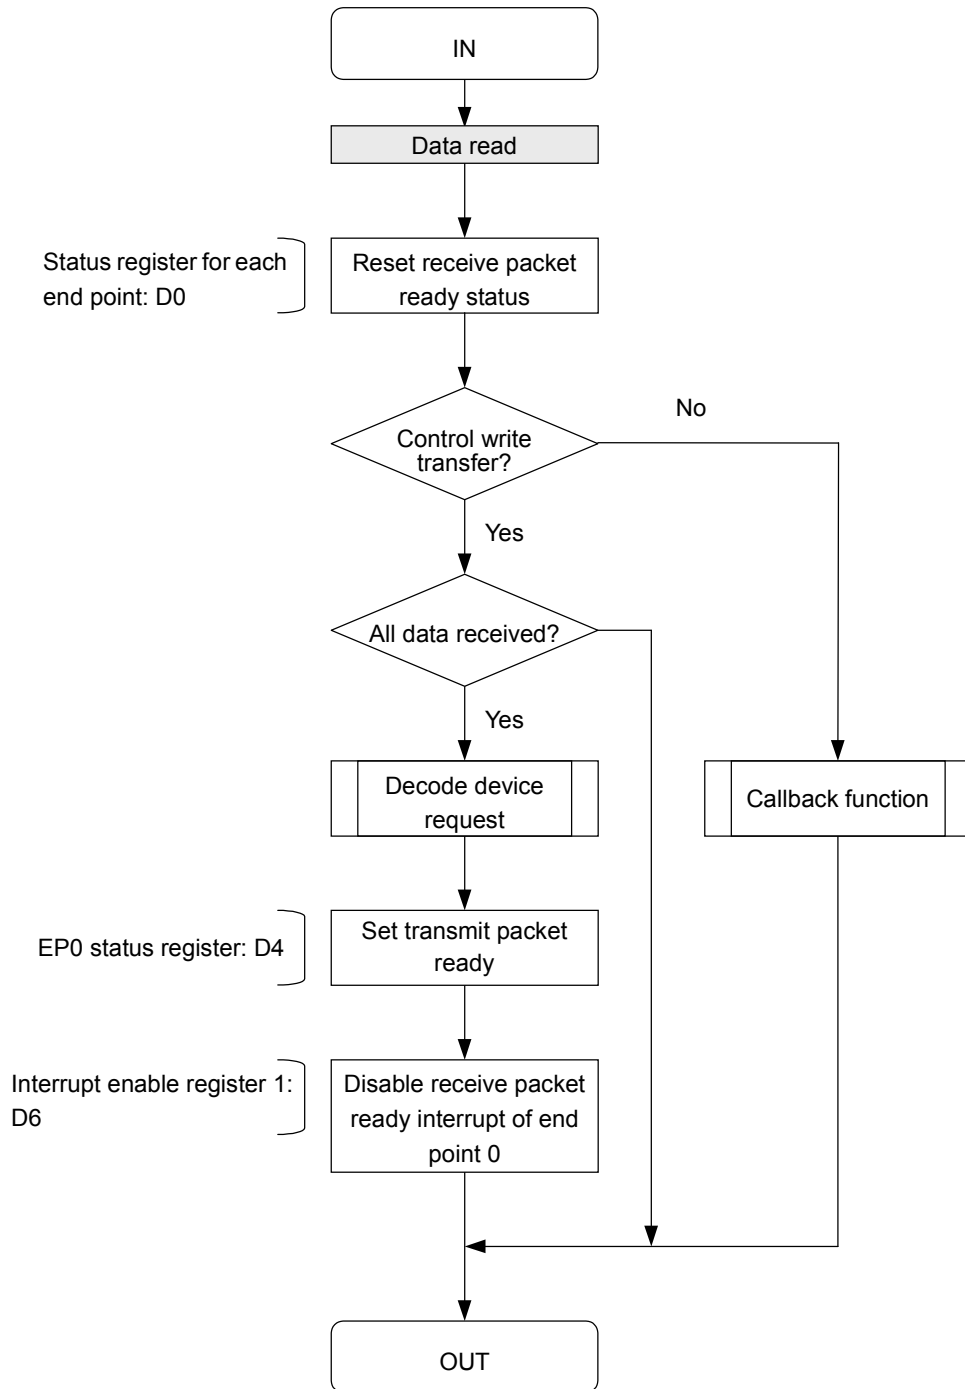 IN
Data read
Status register for each
end point: D0
Reset receive packet
ready status
No
Control write
transfer?
Yes
All data received?
Yes
Decode device
request
Callback function
EP0 status register: D4
Set transmit packet
ready
Interrupt enable register 1:
D6
Disable receive packet
ready interrupt of end
point 0
OUT